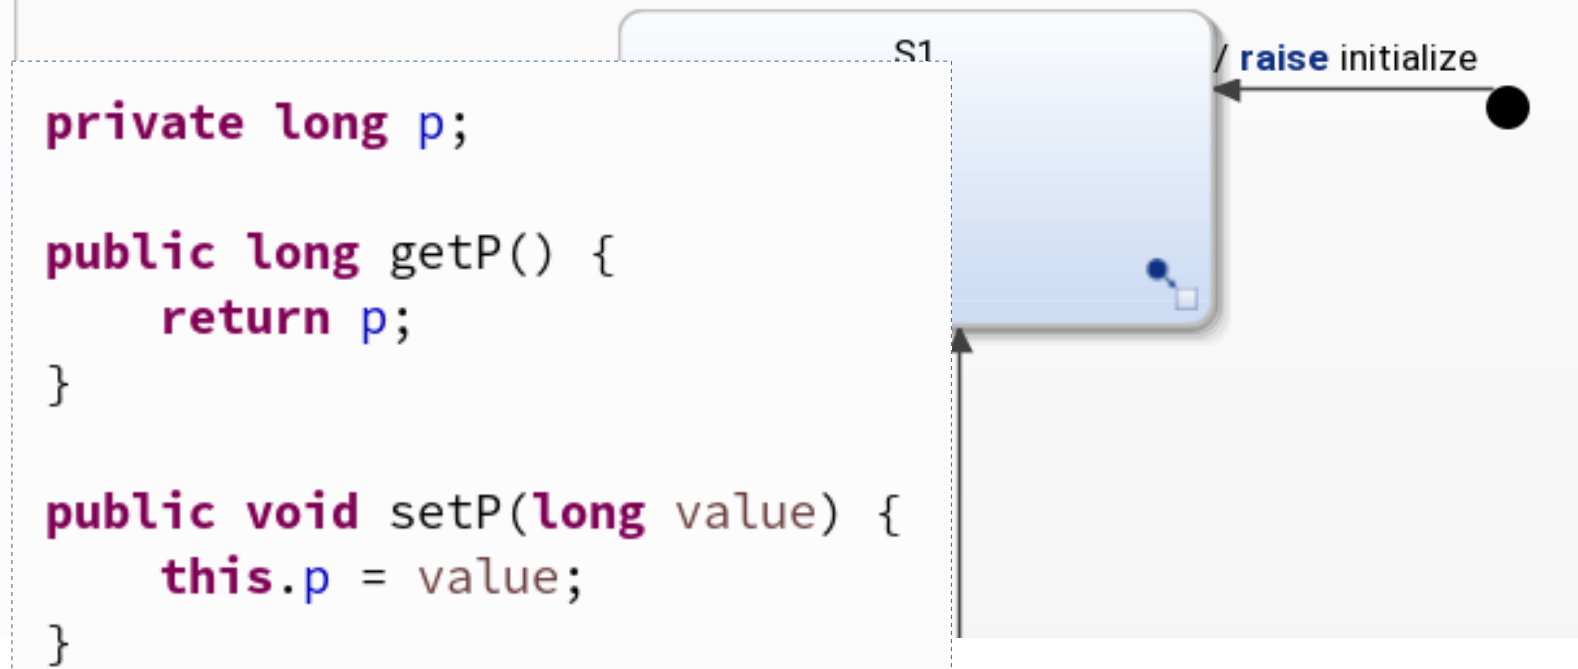 S1
/ raise initialize
private long p;
public long getP() {
return p;
}
public void setP(long value) {
this.p = value;
}